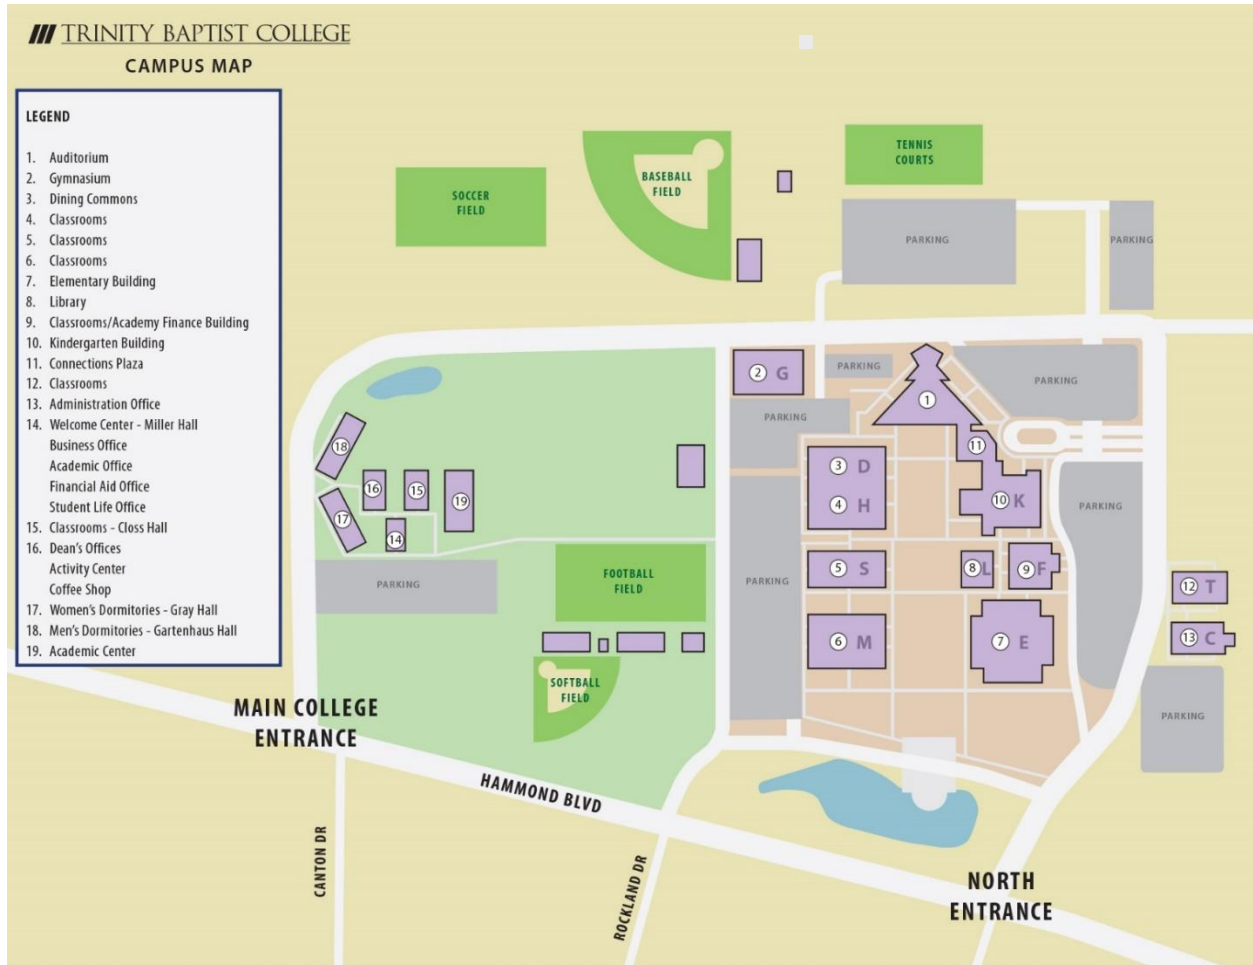 TRINITY BAPTIST COLLEGE
CAMPUS MAP
LEGEND
1. Auditorium
2. Gymnasium
3. Dining Commons
4. Classrooms
5. Classrooms
6. Classrooms
7. Elementary Building
8. Library
9. Classrooms/Academy Finance Building
10. Kindergarten Building
11. Connections Plaza
12. Classrooms
13. Administration Office
14. Welcome Center - Miller Hall
Business Office
Academic Office
Financial Aid Office
Student Life Office
15. Classrooms - Closs Hall
16. Dean's Offices
Activity Center
Coffee Shop
17. Women's Dormitories - Gray Hall
18. Men's Dormitories - Gartenhaus Hall
19. Academic Center
SOCCER
FIELD
BASEBALL
FIELD
TENNIS
COURTS
PARKING
PARKING
2 G
PARKING
1
PARKING
PARKING
11
18
3 D
16
15
19
10 K
4 H
PARKING
17
14
PARKING
FOOTBALL
FIELD
PARKING
5 S
8 L
9 F
12 T
6 M
7 E
13 C
SOFTBALL
FIELD
PARKING
MAIN COLLEGE
ENTRANCE
HAMMOND BLVD
CANTON DR
ROCKLAND DR
NORTH
ENTRANCE